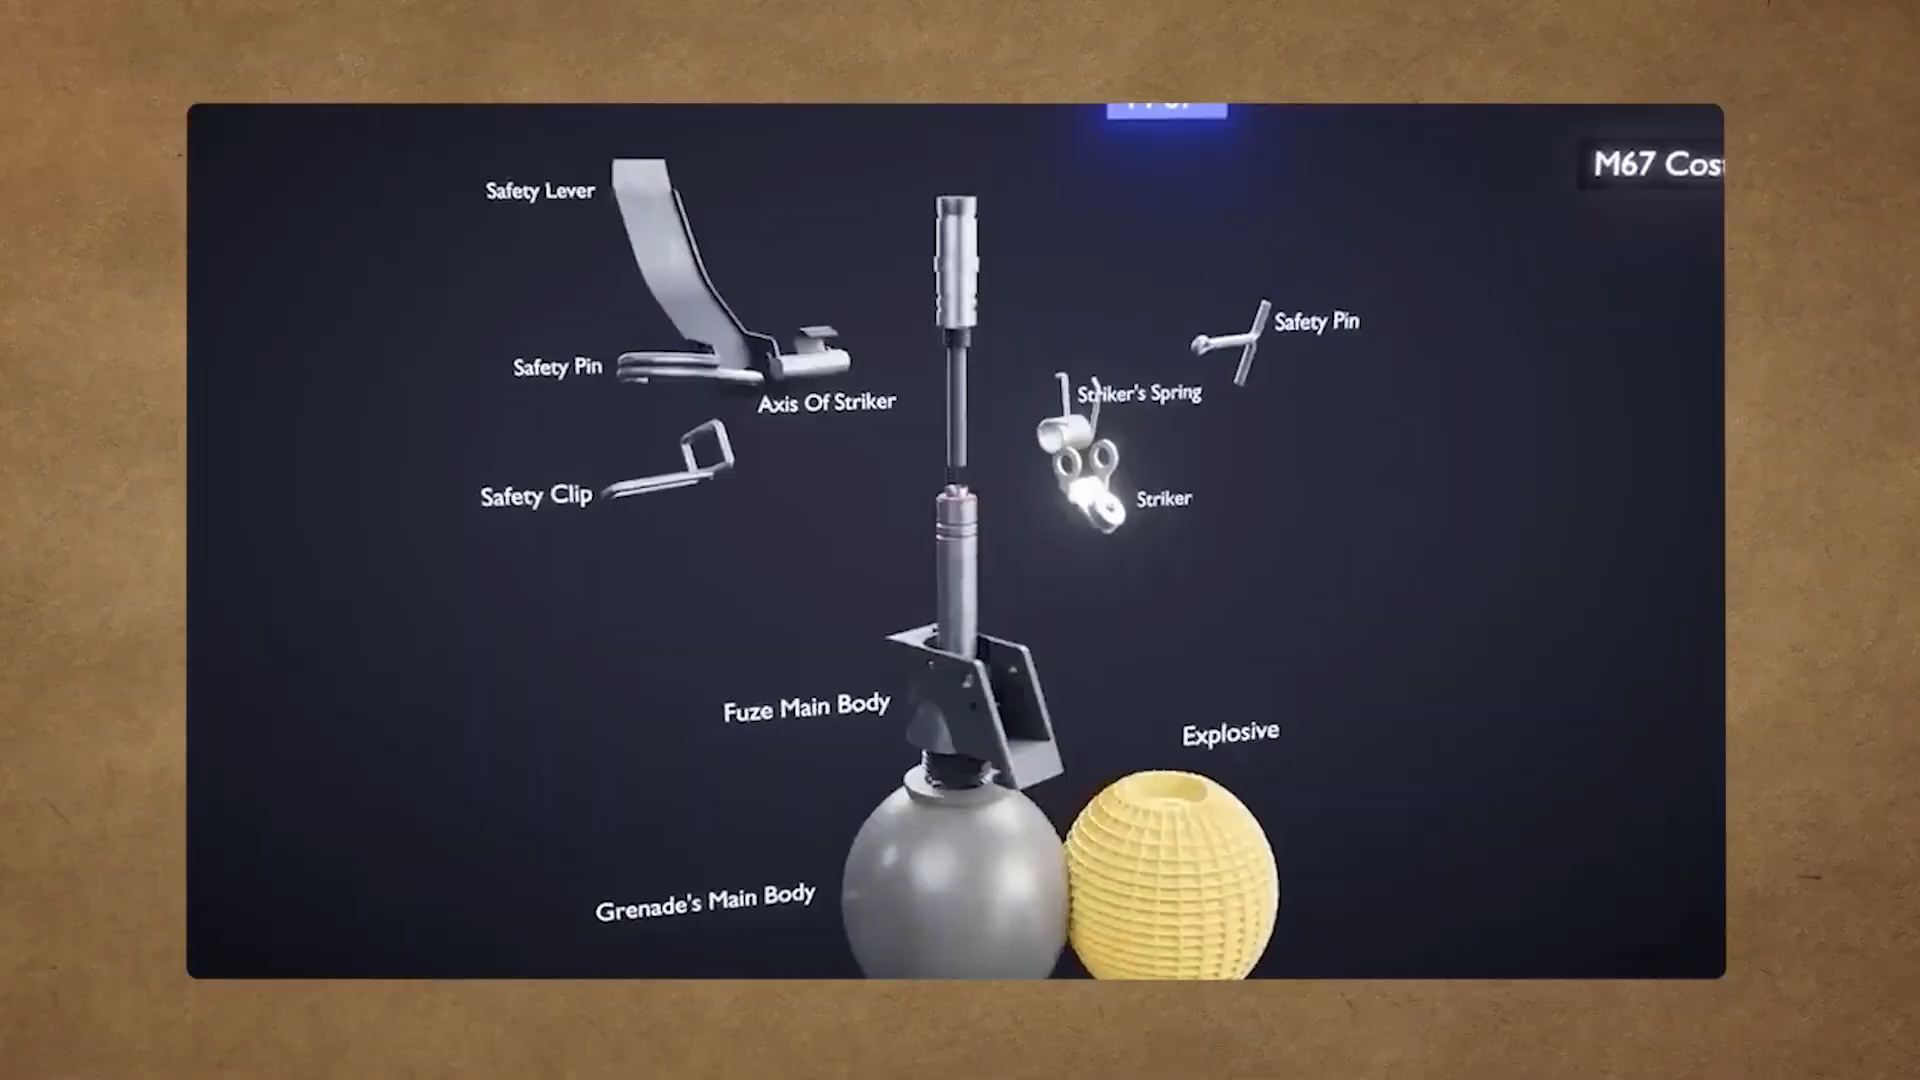 M67 Cos
Safety Lever
Safety Pin
Safety Pin
Striker's Spring
Axis Of Striker
Safety Clip
Striker
Fuze Main Body
Explosive
Grenade's Main Body